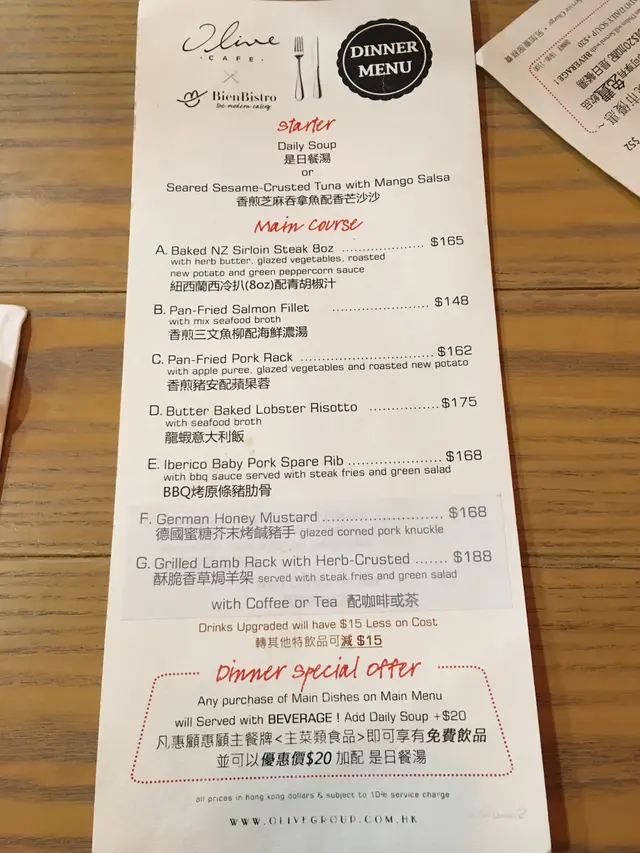 Olive
· CAFE ·
×
BienBistro
the modern eatery
DINNER
MENU
Starter
Daily Soup
是日餐湯
or
Seared Sesame-Crusted Tuna with Mango Salsa
香煎芝麻吞拿魚配香芒沙沙
Main Course
A. Baked NZ Sirloin Steak 8oz .................... $165
with herb butter, glazed vegetables, roasted
new potato and green peppercorn sauce
紐西蘭西冷扒(8oz)配青胡椒汁
B. Pan-Fried Salmon Fillet ....................... $148
with mix seafood broth
香煎三文魚柳配海鮮濃湯
C. Pan-Fried Pork Rack ................................ $162
with apple puree, glazed vegetables and roasted new potato
香煎豬安配蘋果蓉
D. Butter Baked Lobster Risotto .................$175
with seafood broth
龍蝦意大利飯
E. Iberico Baby Pork Spare Rib ...................... $168
with bbq sauce served with steak fries and green salad
BBQ烤原條豬肋骨
F. German Honey Mustard ............................ $168
德國蜜糖芥末烤鹹豬手 glazed corned pork knuckle
G. Grilled Lamb Rack with Herb-Crusted ....... $188
酥脆香草焗羊架 served with steak fries and green salad
with Coffee or Tea 配咖啡或茶
Drinks Upgraded will have $15 Less on Cost
轉其他特飲品可減 $15
Dinner Special Offer
Any purchase of Main Dishes on Main Menu
will Served with BEVERAGE ! Add Daily Soup +$20
凡惠顧惠顧主餐牌<主菜類食品>即可享有免費飲品
並可以優惠價$20 加配 是日餐湯
all prices in hong kong dollars & subject to 10% service charge
WWW.OLIVEGROUP.COM.HK
$52